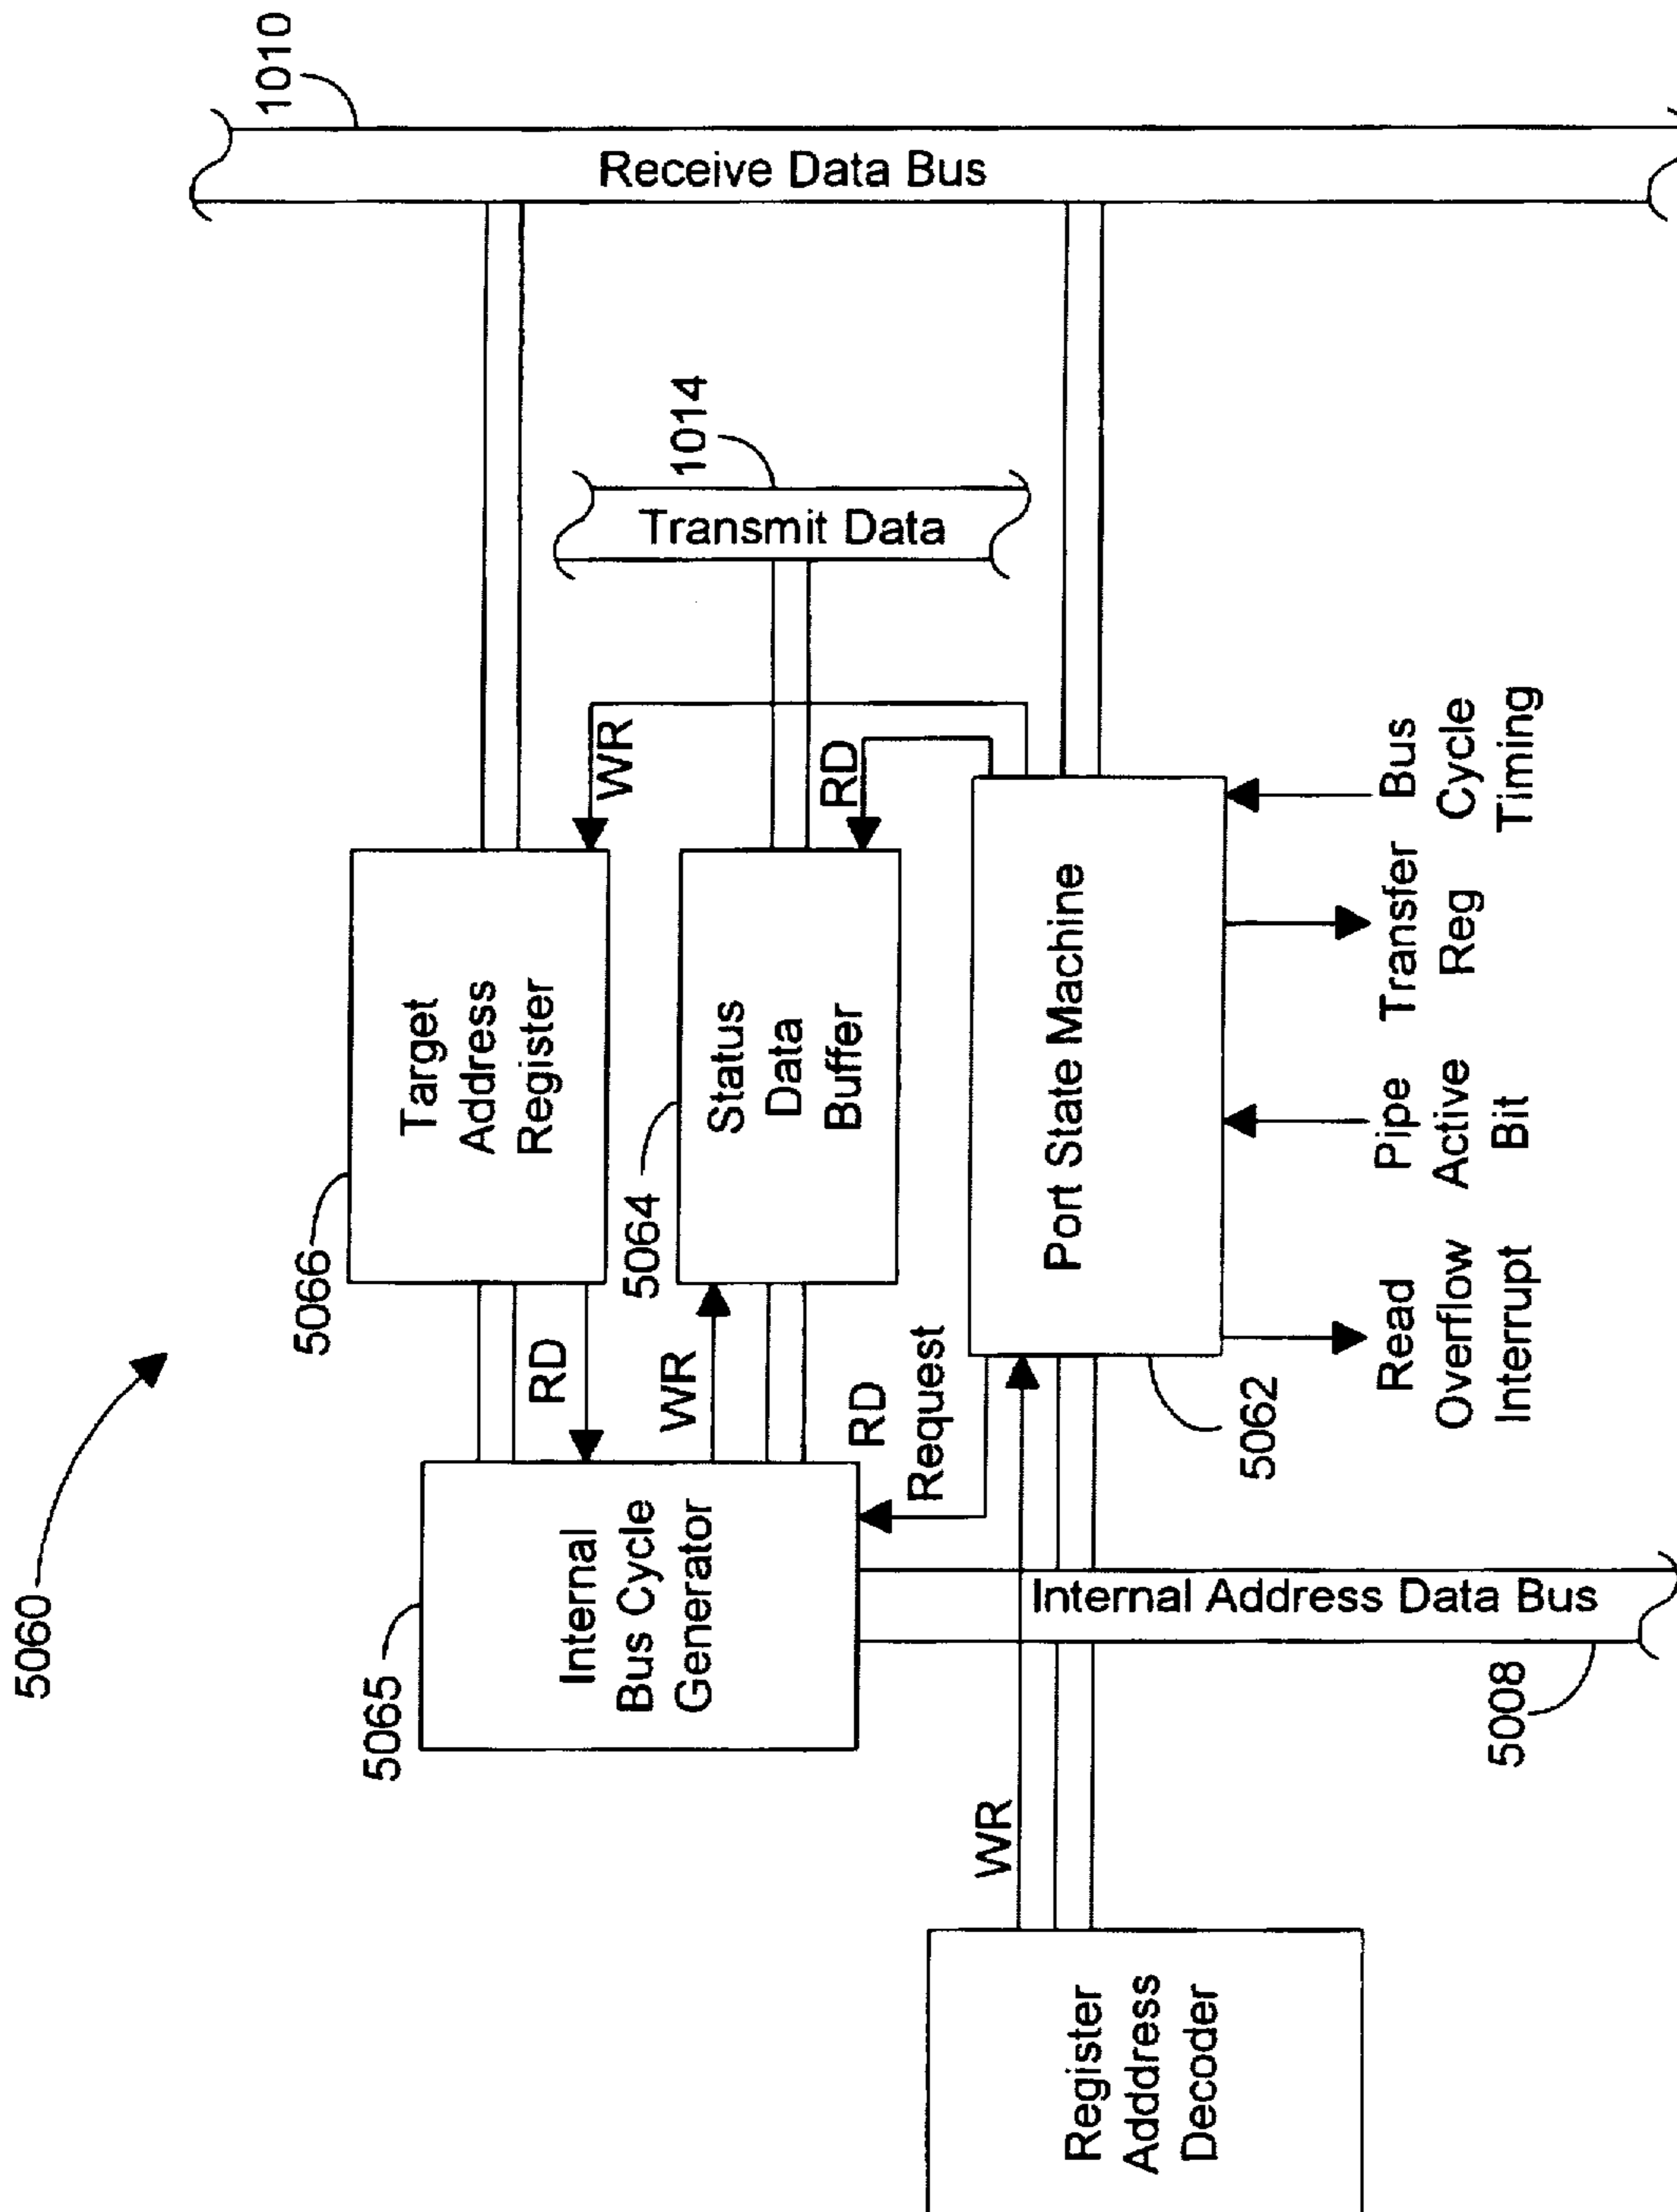 5060
1010
5066
Target
Address
Register
5065
RD
WR
Internal
Bus Cycle
Generator
WR
5064
Status
Data
Buffer
RD
1014
Transmit Data
Receive Data Bus
RD
Request
WR
Register
Adddress
Decoder
Internal Address Data Bus
5008
Port State Machine
5062
Read
Overflow
Interrupt
Pipe
Active
Bit
Transfer
Reg
Bus
Cycle
Timing